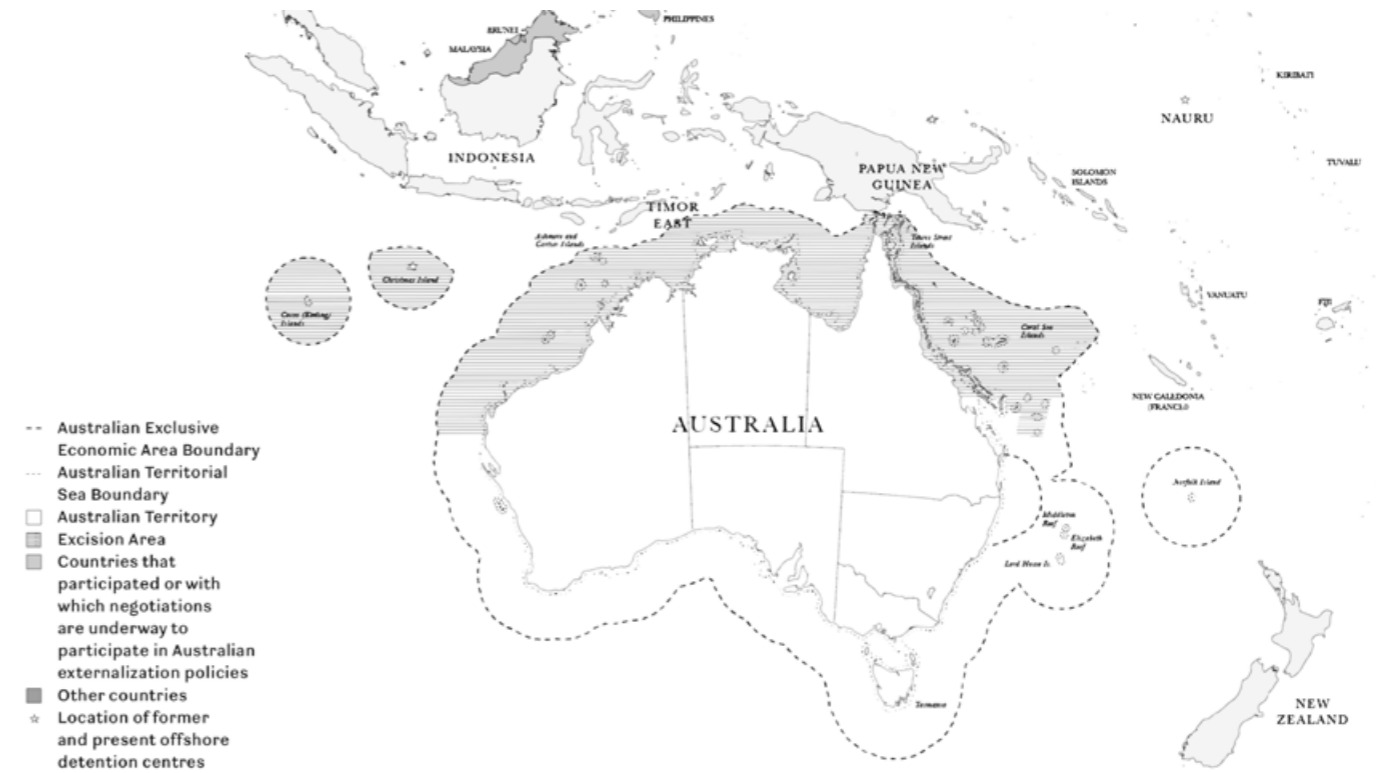 PHILIPPINES
BRUNEI
MALAYSIA
KIRIBATI
NAURU
INDONESIA
PAPUA NEW
GUINEA
TUVALU
SOLOMON
ISLANDS
TIMOR
EAST
Ashmore and
Cartier Islands
Torres Strait
Islands
Christmas Island
Cocos (Keeling)
Islands
VANUATU
FIJI
Coral Sea
Islands
NEW CALEDONIA
(FRANCE)
AUSTRALIA
Norfolk Island
Middleton
Reef
Elizabeth
Reef
Lord Howe Is.
Tasmania
NEW
ZEALAND
Australian Exclusive
Economic Area Boundary
Australian Territorial
Sea Boundary
Australian Territory
Excision Area
Countries that
participated or with
which negotiations
are underway to
participate in Australian
externalization policies
Other countries
Location of former
and present offshore
detention centres